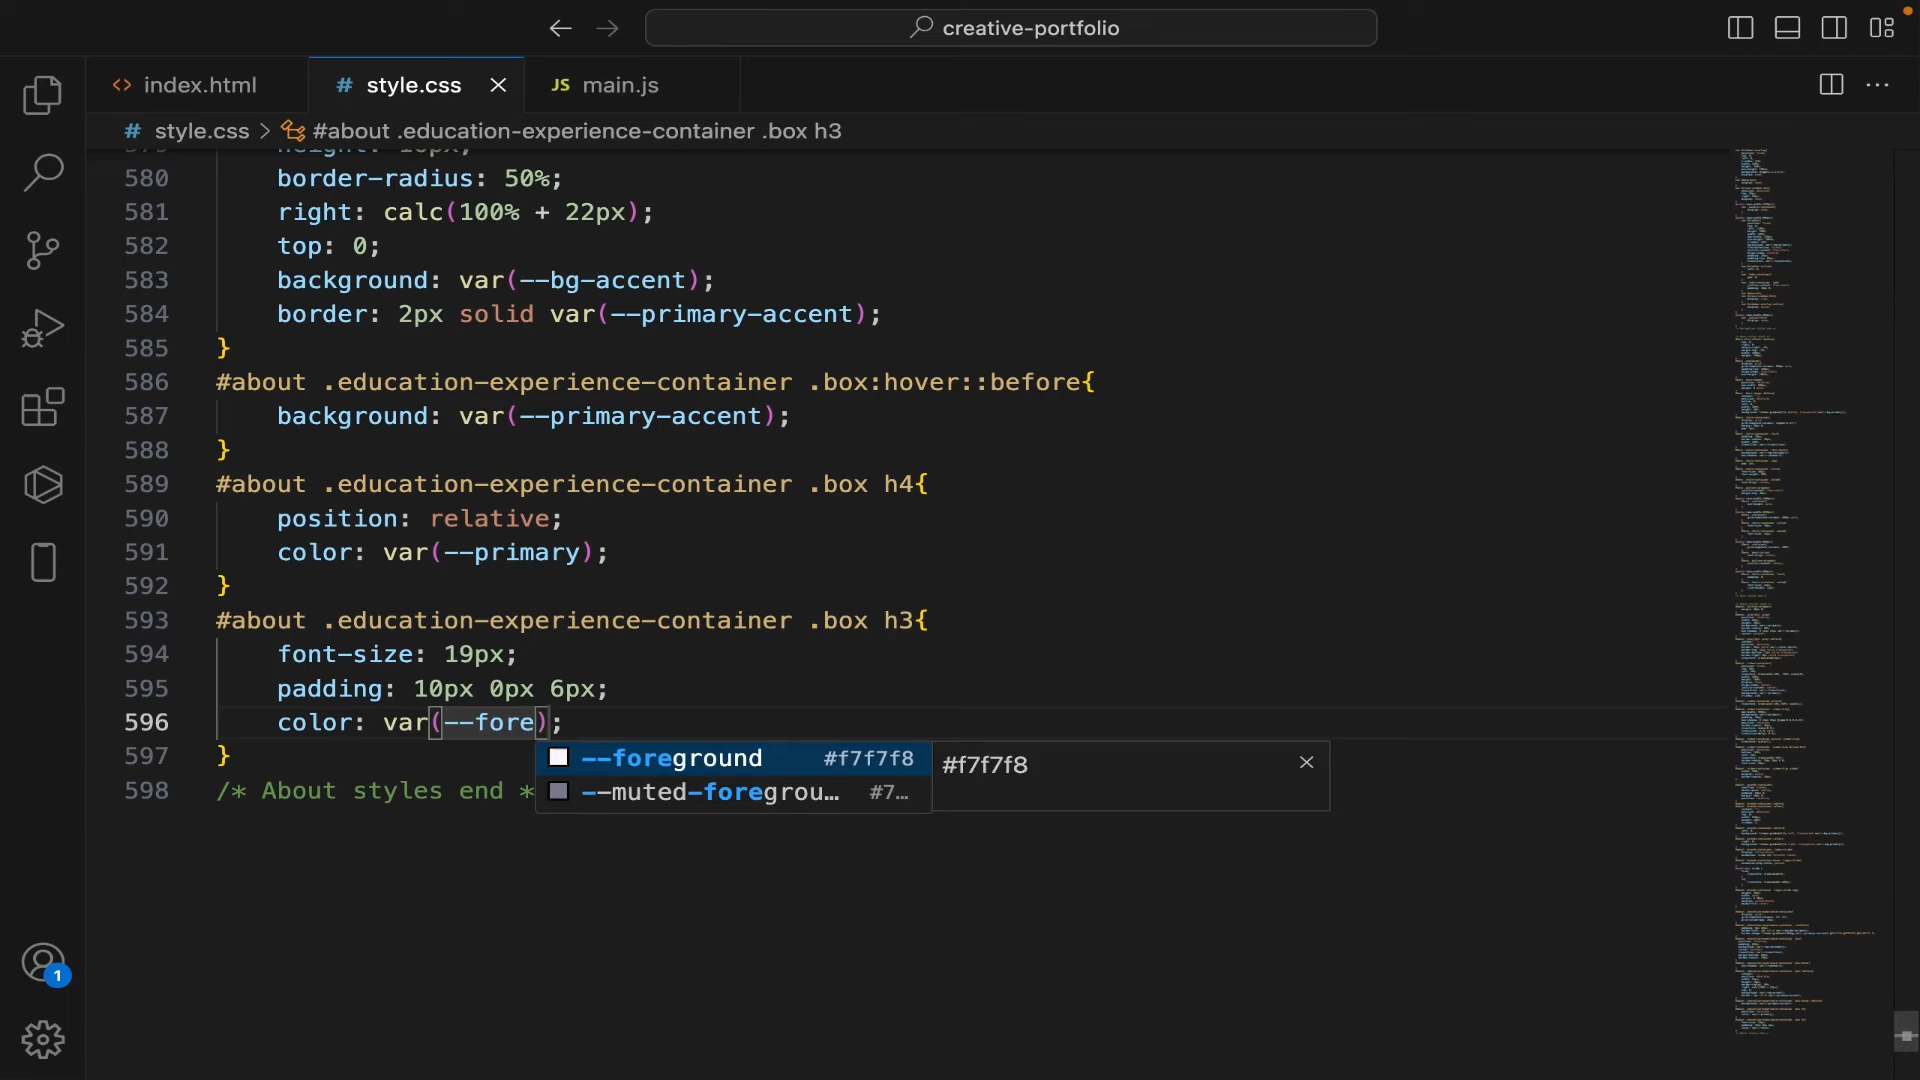 creative-portfolio
index.html
# style.css
JS main.js
# style.css > #about .education-experience-container .box h3
580 border-radius: 50%;
581 right: calc(100% + 22px);
582 top: 0;
583 background: var(--bg-accent);
584 border: 2px solid var(--primary-accent);
585 }
586 #about .education-experience-container .box:hover::before{
587 background: var(--primary-accent);
588 }
589 #about .education-experience-container .box h4{
590 position: relative;
591 color: var(--primary);
592 }
593 #about .education-experience-container .box h3{
594 font-size: 19px;
595 padding: 10px 0px 6px;
596 color: var(--fore);
597 }
--foreground #f7f7f8
#f7f7f8
598 /* About styles end *
--muted-foregrou... #7...
1